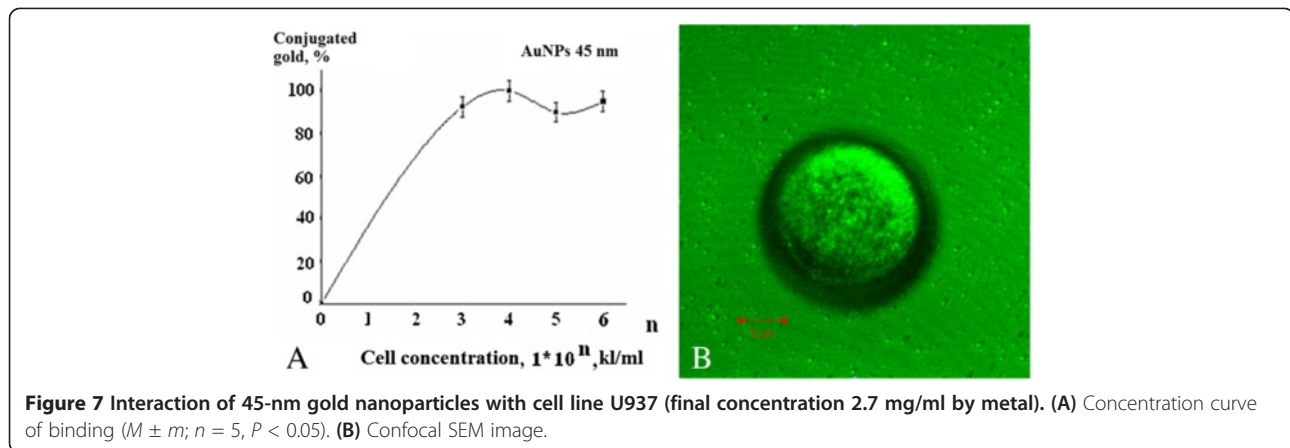 Conjugated
gold, %
AuNPs 45 nm
100
80
60
40
20
0
0 1 2 3 4 5 6 n
A
Cell concentration, 1*10 n, kl/ml
B
Figure 7 Interaction of 45-nm gold nanoparticles with cell line U937 (final concentration 2.7 mg/ml by metal). (A) Concentration curve
of binding (M ± m; n = 5, P < 0.05). (B) Confocal SEM image.